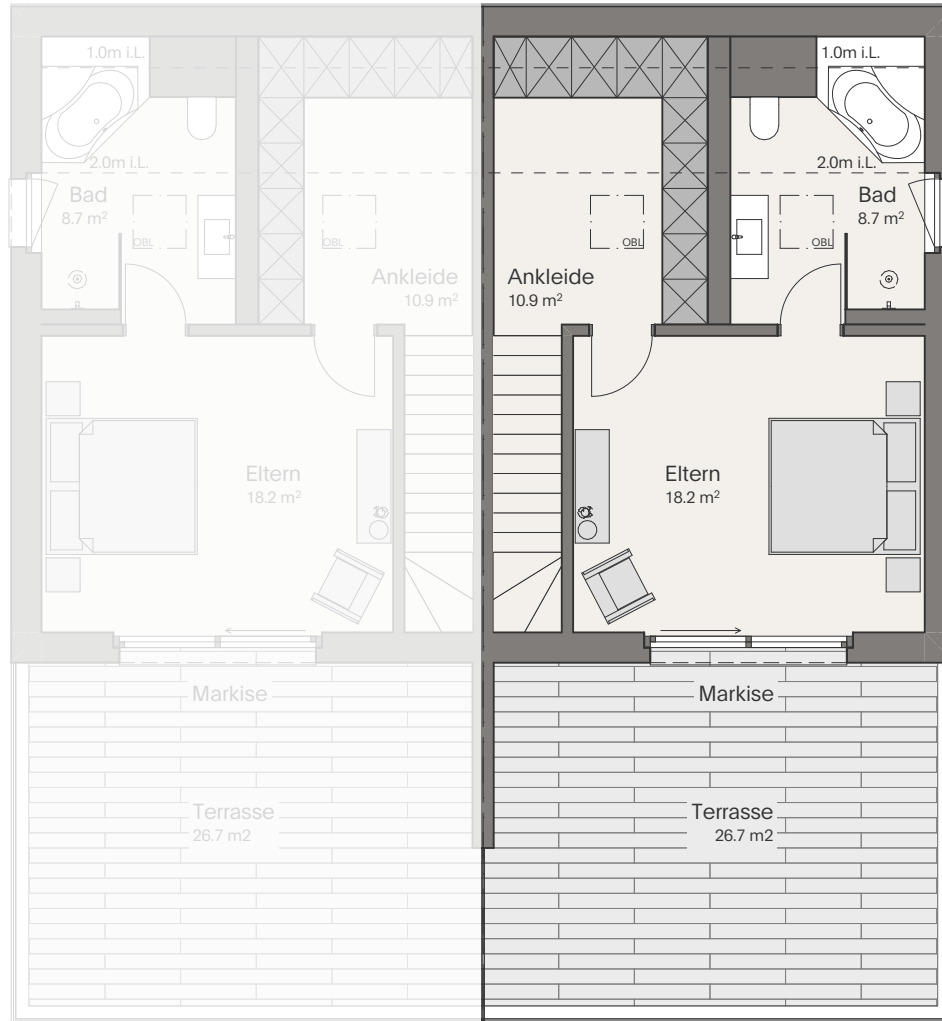 1.0m i.L.
2.0m i.L.
Bad
8.7 m²
OBL
OBL
Ankleide
10.9 m²
Eltern
18.2 m²
Markise
Terrasse
26.7 m2
1.0m i.L.
2.0m i.L.
Bad
8.7 m²
OBL
OBL
Ankleide
10.9 m²
Eltern
18.2 m²
Markise
Terrasse
26.7 m2